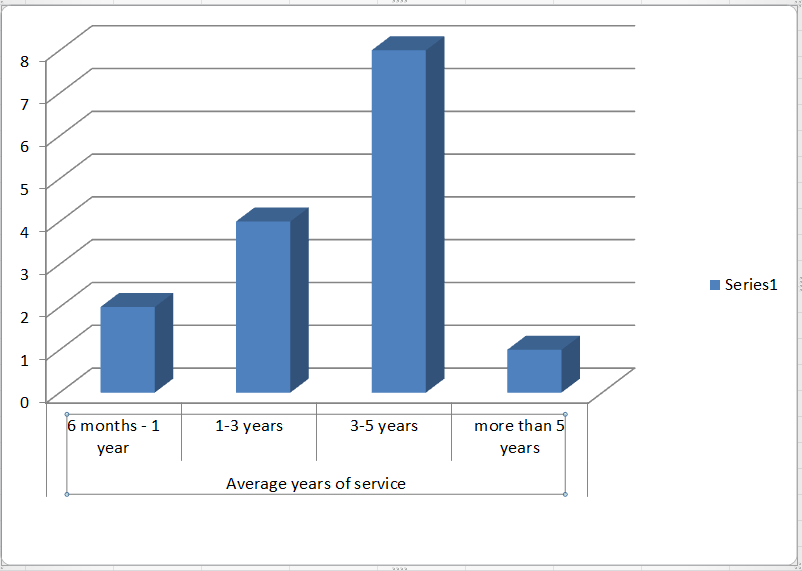 8
7
6
5
4
3
2
1
0
6 months - 1
year
1-3 years
3-5 years
more than 5
years
Average years of service
Series1